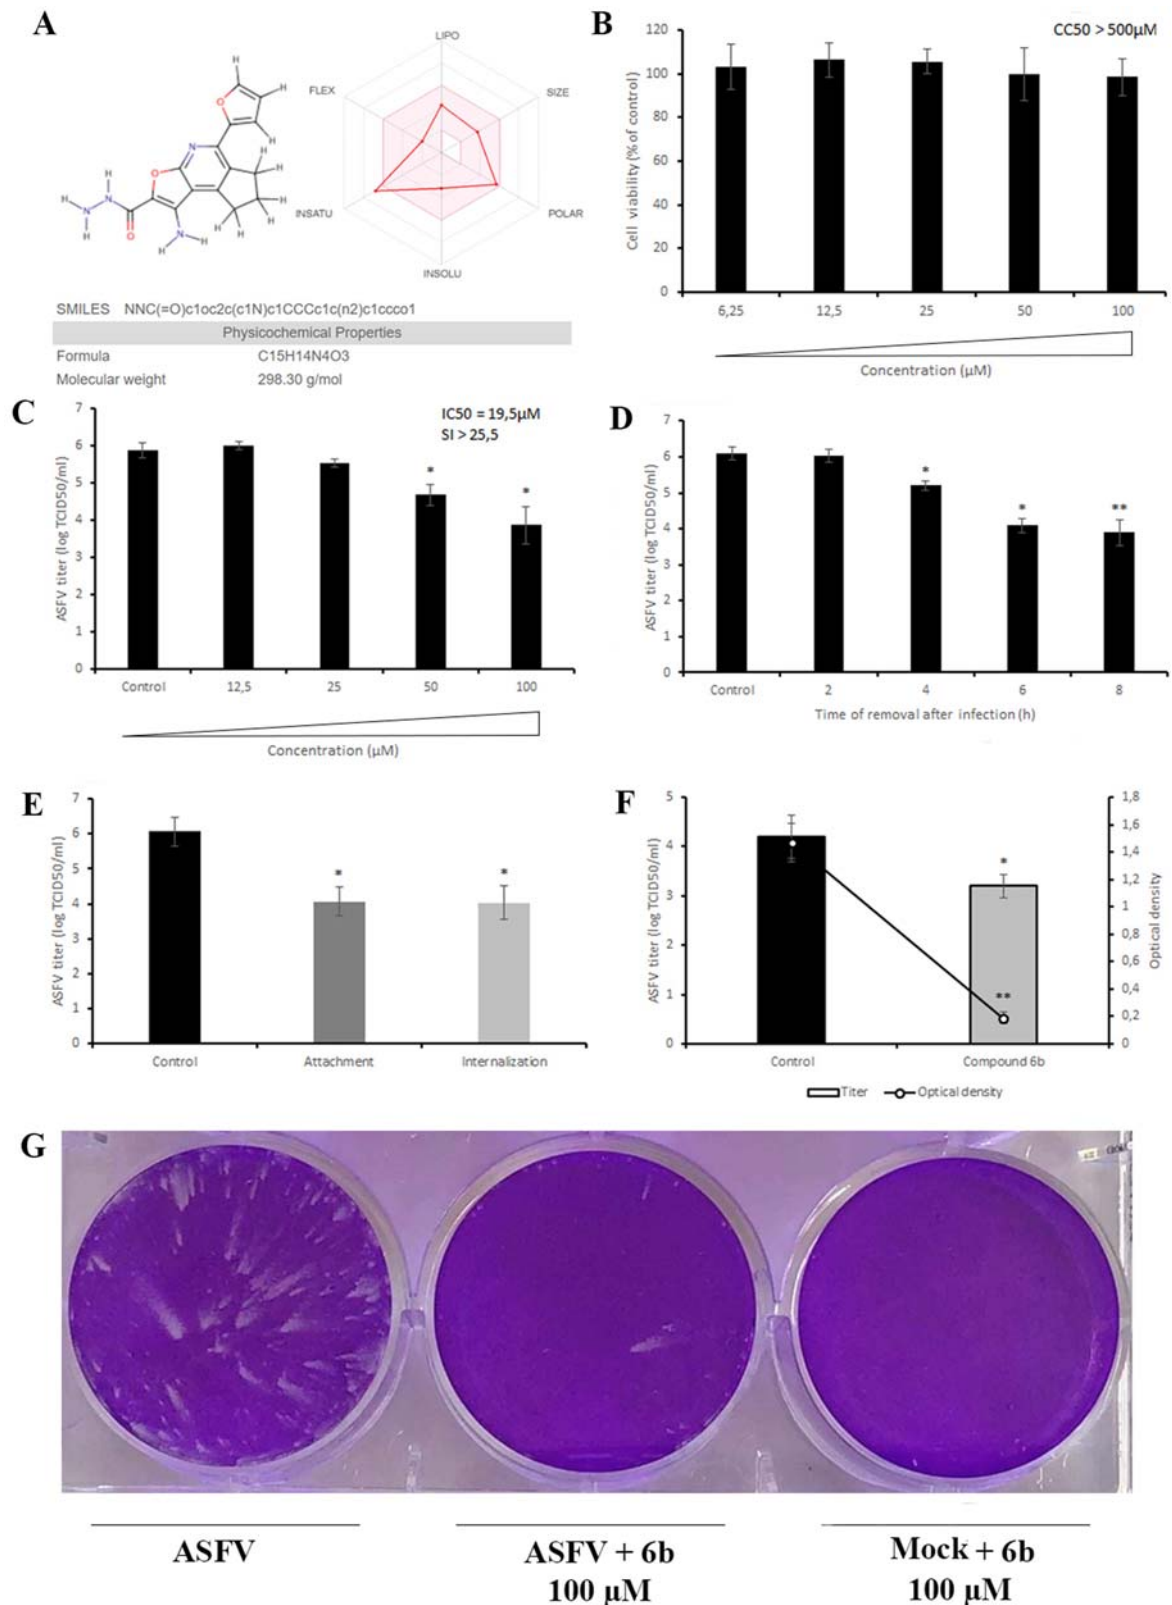 A
LIPO
FLEX
SIZE
INSATU
POLAR
INSOLU
H
H
H
H
H
H
H
H
H
H
H
H
H
H
O
N
O
N
N
O
N
SMILES NNC(=O)c1oc2c(c1N)c1CCCc1c(n2)c1ccco1
Physicochemical Properties
Formula C15H14N4O3
Molecular weight 298.30 g/mol
B
CC50 > 500µM
Cell viability (% of control)
120
100
80
60
40
20
0
6,25 12,5 25 50 100
Concentration (µM)
C
IC50 = 19,5µM
SI > 25,5
ASFV titer (log TCID50/ml)
7
6
5
4
3
2
1
0
* *
Control 12,5 25 50 100
Concentration (µM)
D
ASFV titer (log TCID50/ml)
7
6
5
4
3
2
1
0
* * **
Control 2 4 6 8
Time of removal after infection (h)
E
ASFV titer (log TCID50/ml)
7
6
5
4
3
2
1
0
* *
Control Attachment Internalization
F
ASFV titer (log TCID50/ml)
5
4
3
2
1
0
*
**
1,8
1,6
1,4
1,2
1
0,8
0,6
0,4
0,2
0
Optical density
Control Compound 6b
Titer Optical density
G
ASFV
ASFV + 6b
100 µM
Mock + 6b
100 µM